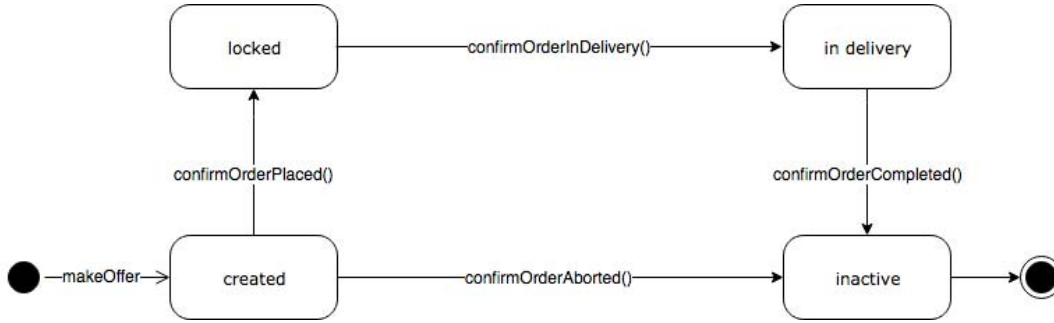 locked
confirmOrderInDelivery()
in delivery
confirmOrderPlaced()
confirmOrderCompleted()
makeOffer
created
confirmOrderAborted()
inactive